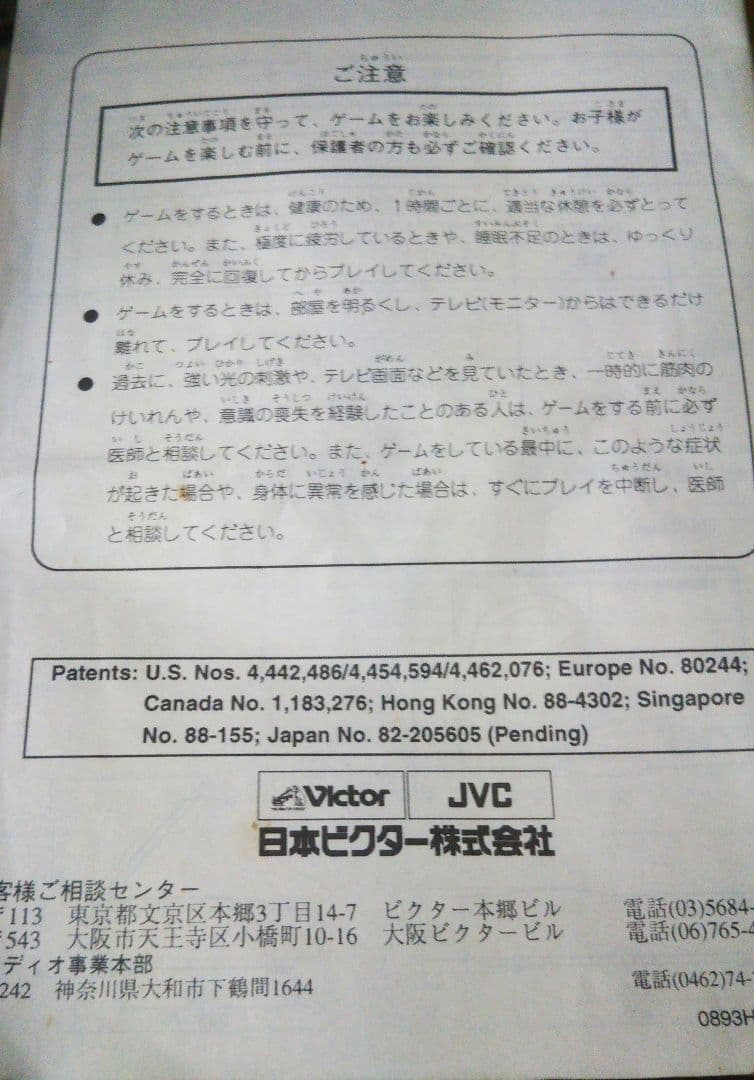 ご注意
次の注意事項を守って、ゲームをお楽しみください。お子様が
ゲームを楽しむ前に、保護者の方も必ずご確認ください。
● ゲームをするときは、健康のため、1時間ごとに、適当な休憩を必ずとって
ください。また、極度に疲労しているときや、睡眠不足のときは、ゆっくり
休み、完全に回復してからプレイしてください。
● ゲームをするときは、部屋を明るくし、テレビ(モニター)からはできるだけ
離れて、プレイしてください。
● 過去に、強い光の刺激や、テレビ画面などを見ていたとき、一時的に筋肉の
けいれんや、意識の喪失を経験したことのある人は、ゲームをする前に必ず
医師と相談してください。また、ゲームをしている最中に、このような症状
が起きた場合や、身体に異常を感じた場合は、すぐにプレイを中断し、医師
と相談してください。
Patents: U.S. Nos. 4,442,486/4,454,594/4,462,076; Europe No. 80244;
Canada No. 1,183,276; Hong Kong No. 88-4302; Singapore
No. 88-155; Japan No. 82-205605 (Pending)
Victor JVC
日本ビクター株式会社
客様ご相談センター
〒113 東京都文京区本郷3丁目14-7 ビクター本郷ビル 電話(03)5684-
〒543 大阪市天王寺区小橋町10-16 大阪ビクタービル 電話(06)765-4
ディオ事業本部
242 神奈川県大和市下鶴間1644 電話(0462)74-
0893H